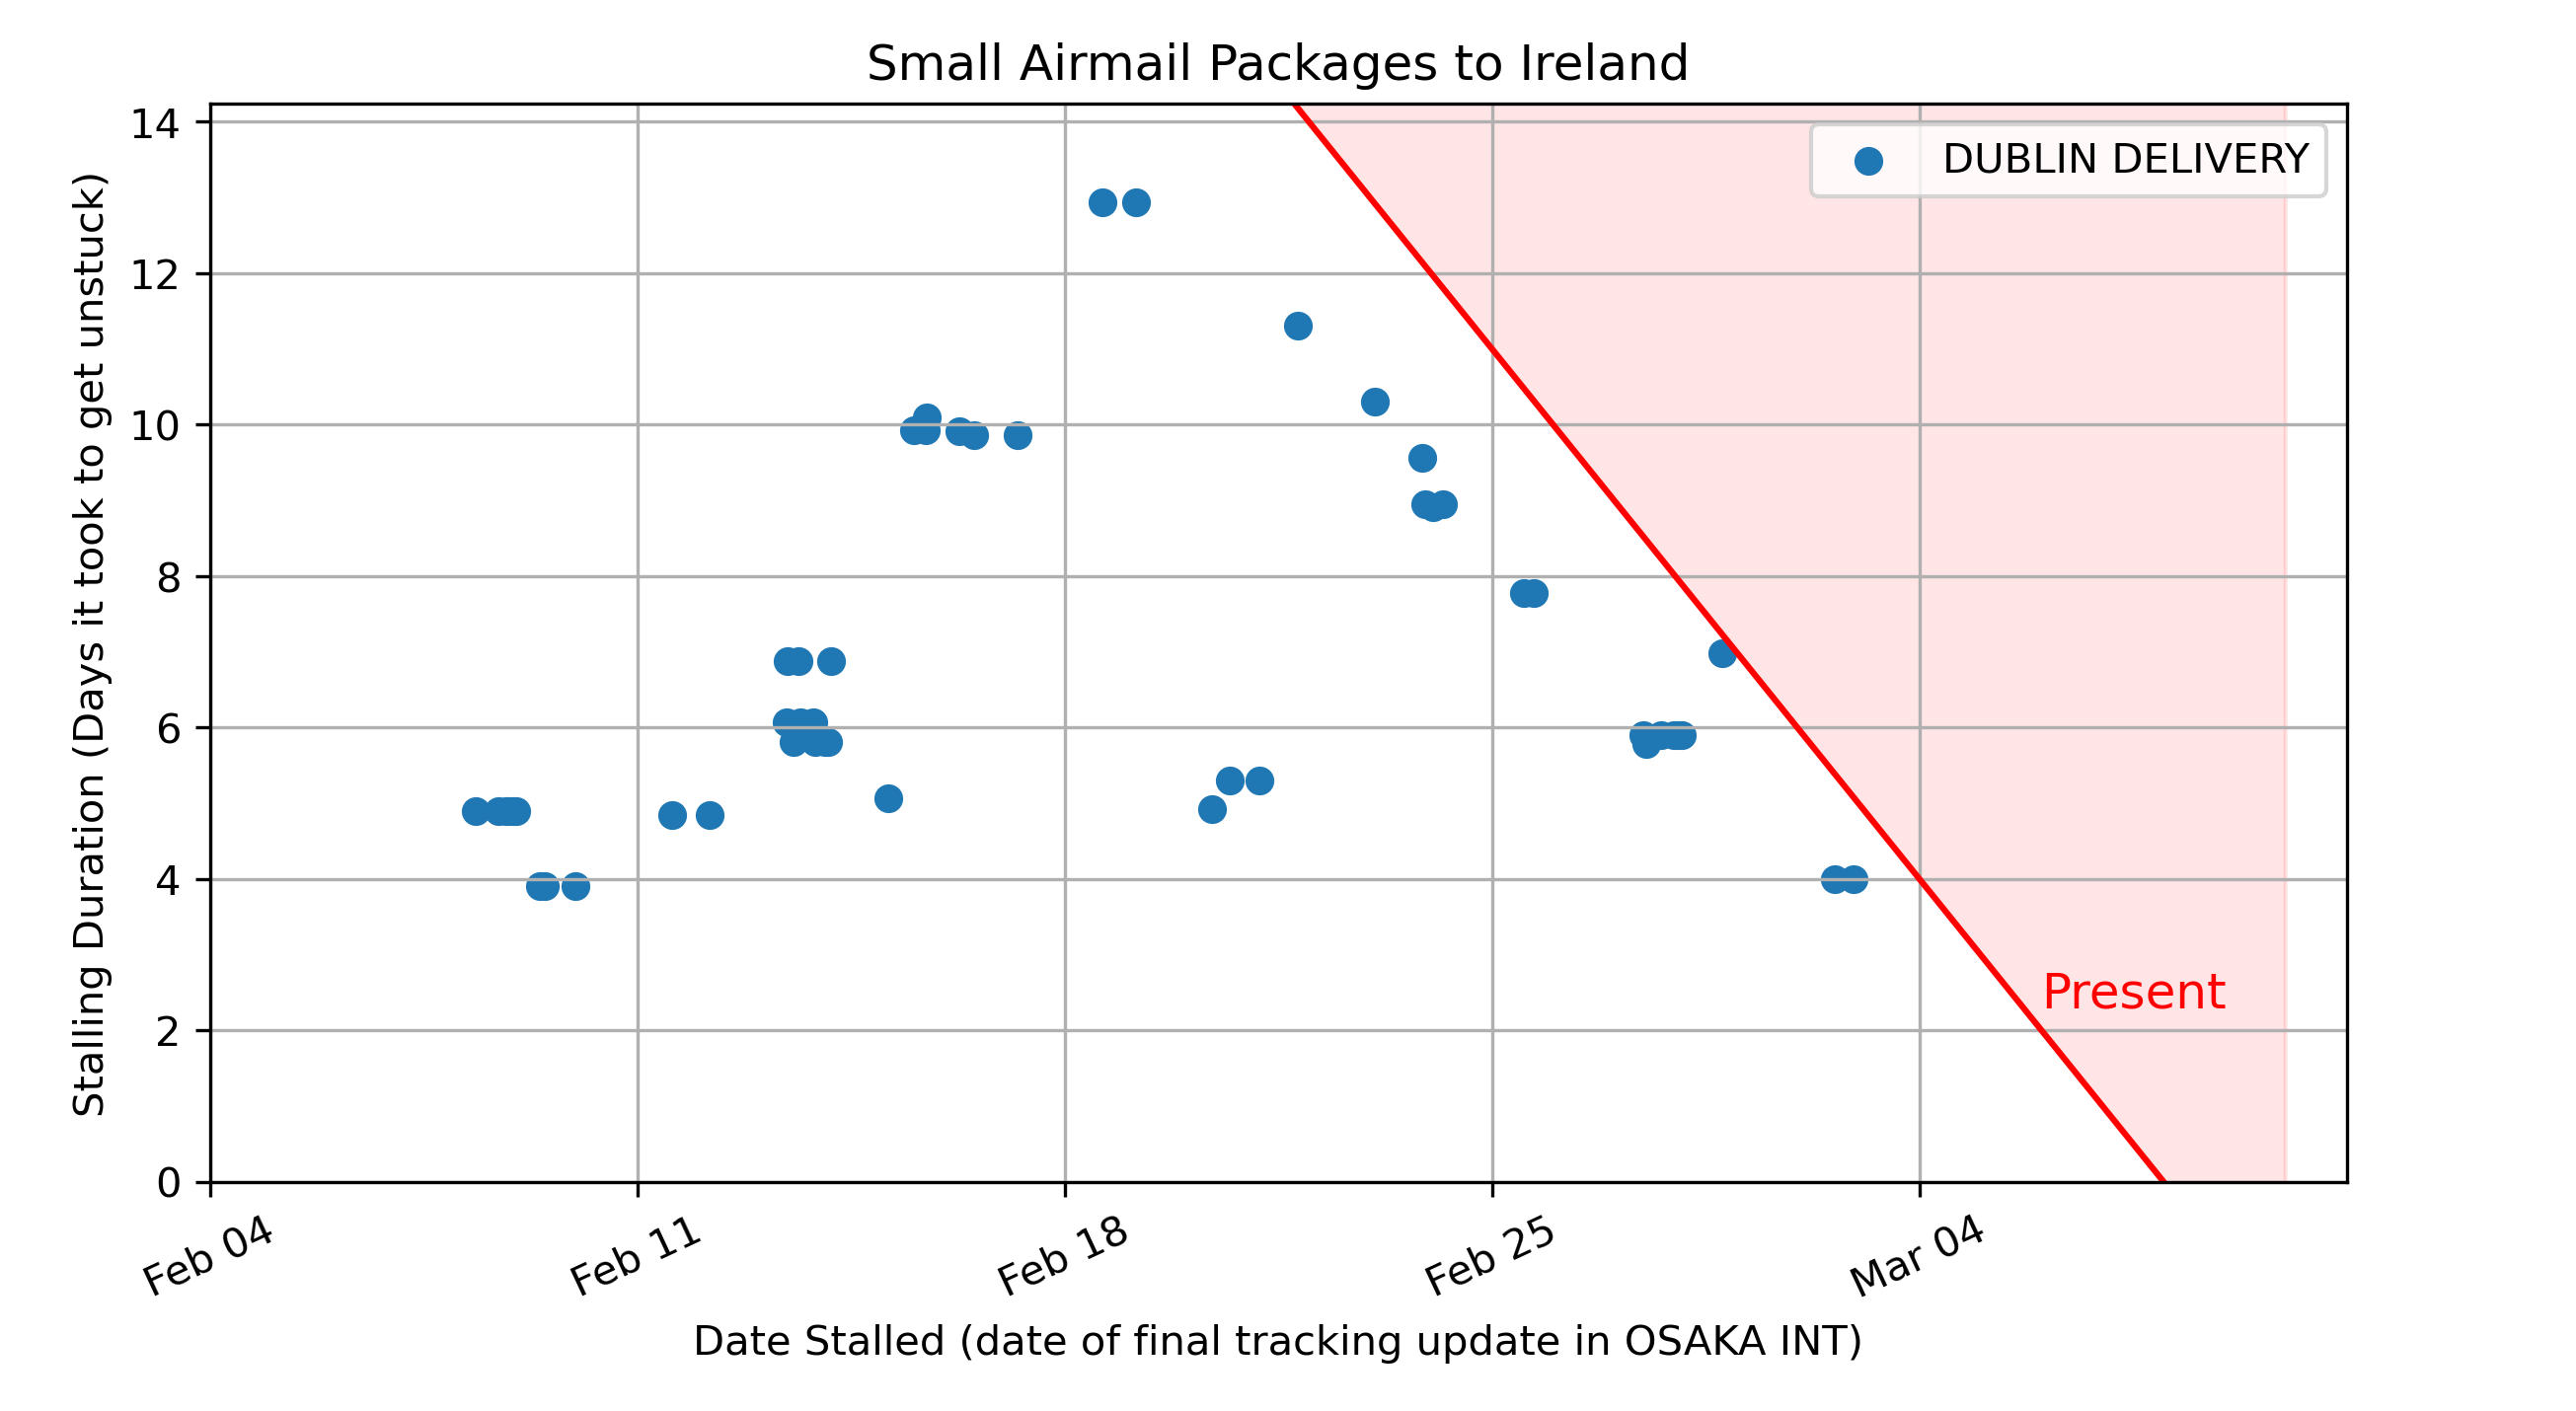 Small Airmail Packages to Ireland
DUBLIN DELIVERY
Present
Stalling Duration (Days it took to get unstuck)
14
12
10
8
6
4
2
0
Feb 04
Feb 11
Feb 18
Feb 25
Mar 04
Date Stalled (date of final tracking update in OSAKA INT)